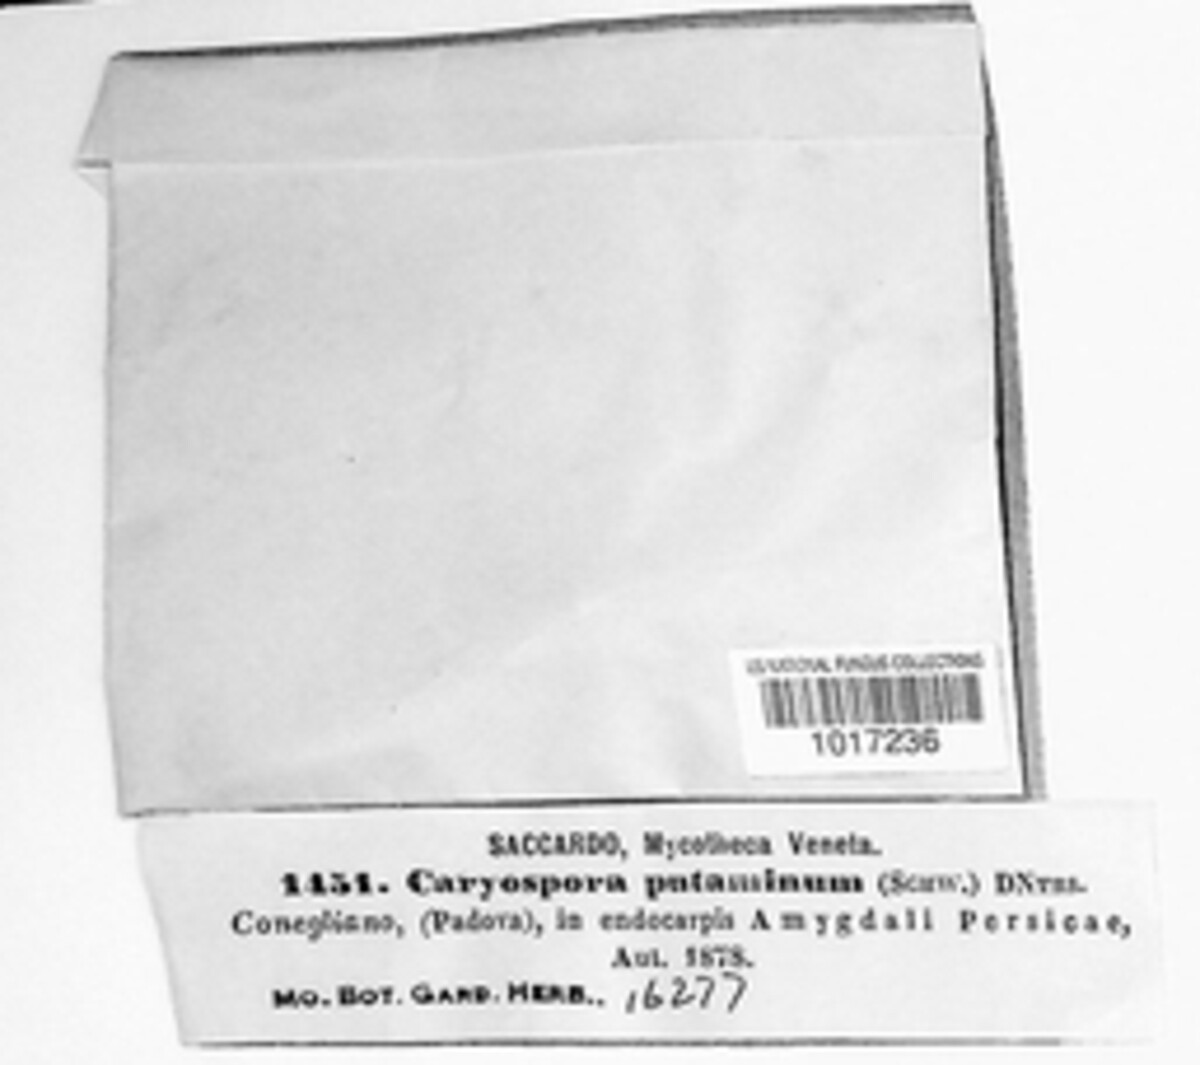 US NATIONAL FUNGUS COLLECTIONS
1017236
SACCARDO, Mycotheca Veneta.
1451. Caryospora putaminum (Schw.) DNtrs.
Conegliano, (Padova), in endocarpis Amygdali Persicae,
Aut. 1878.
Mo. Bot. Gard. Herb.. 16277